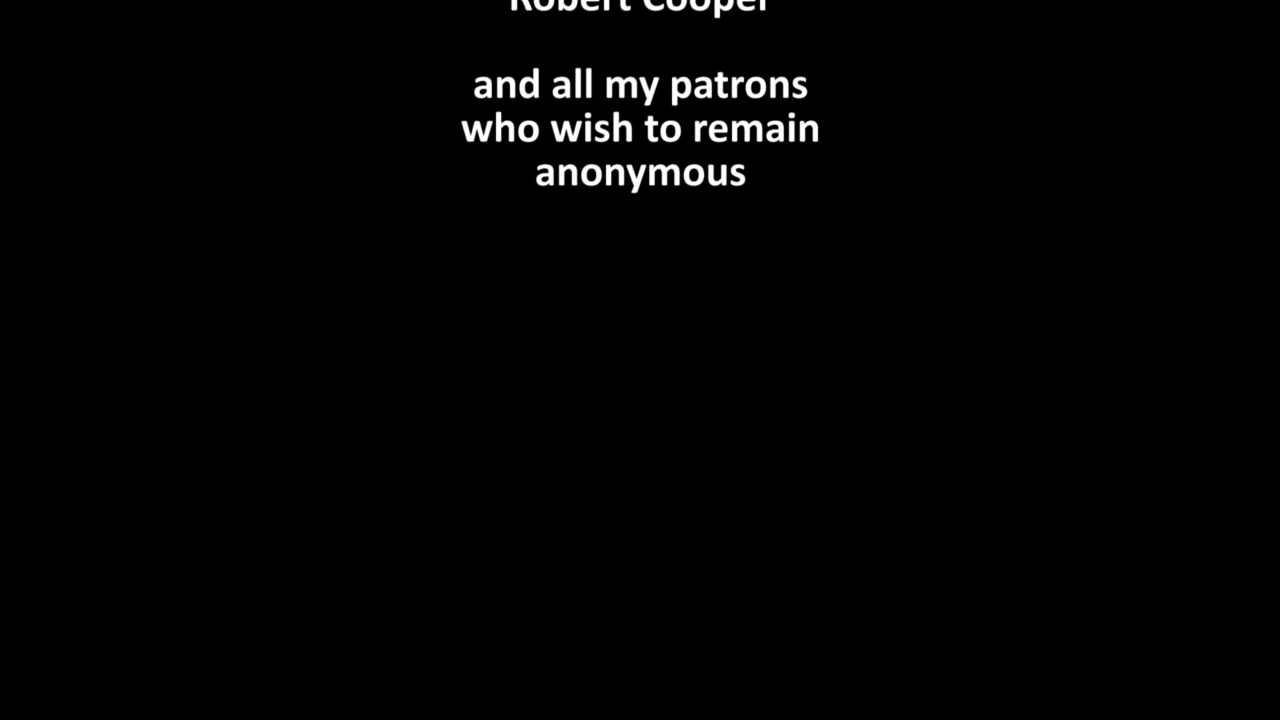 Robert Cooper
and all my patrons
who wish to remain
anonymous